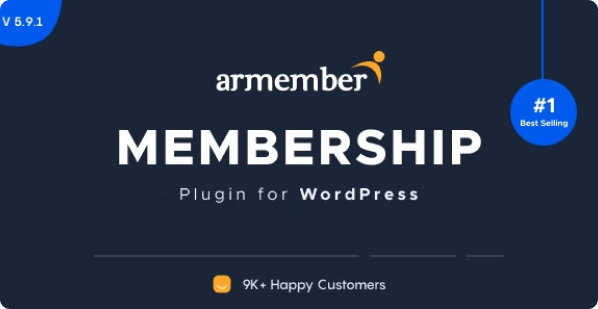 V 5.9.1
armember
#1
Best Selling
MEMBERSHIP
Plugin for WordPress
9K+ Happy Customers